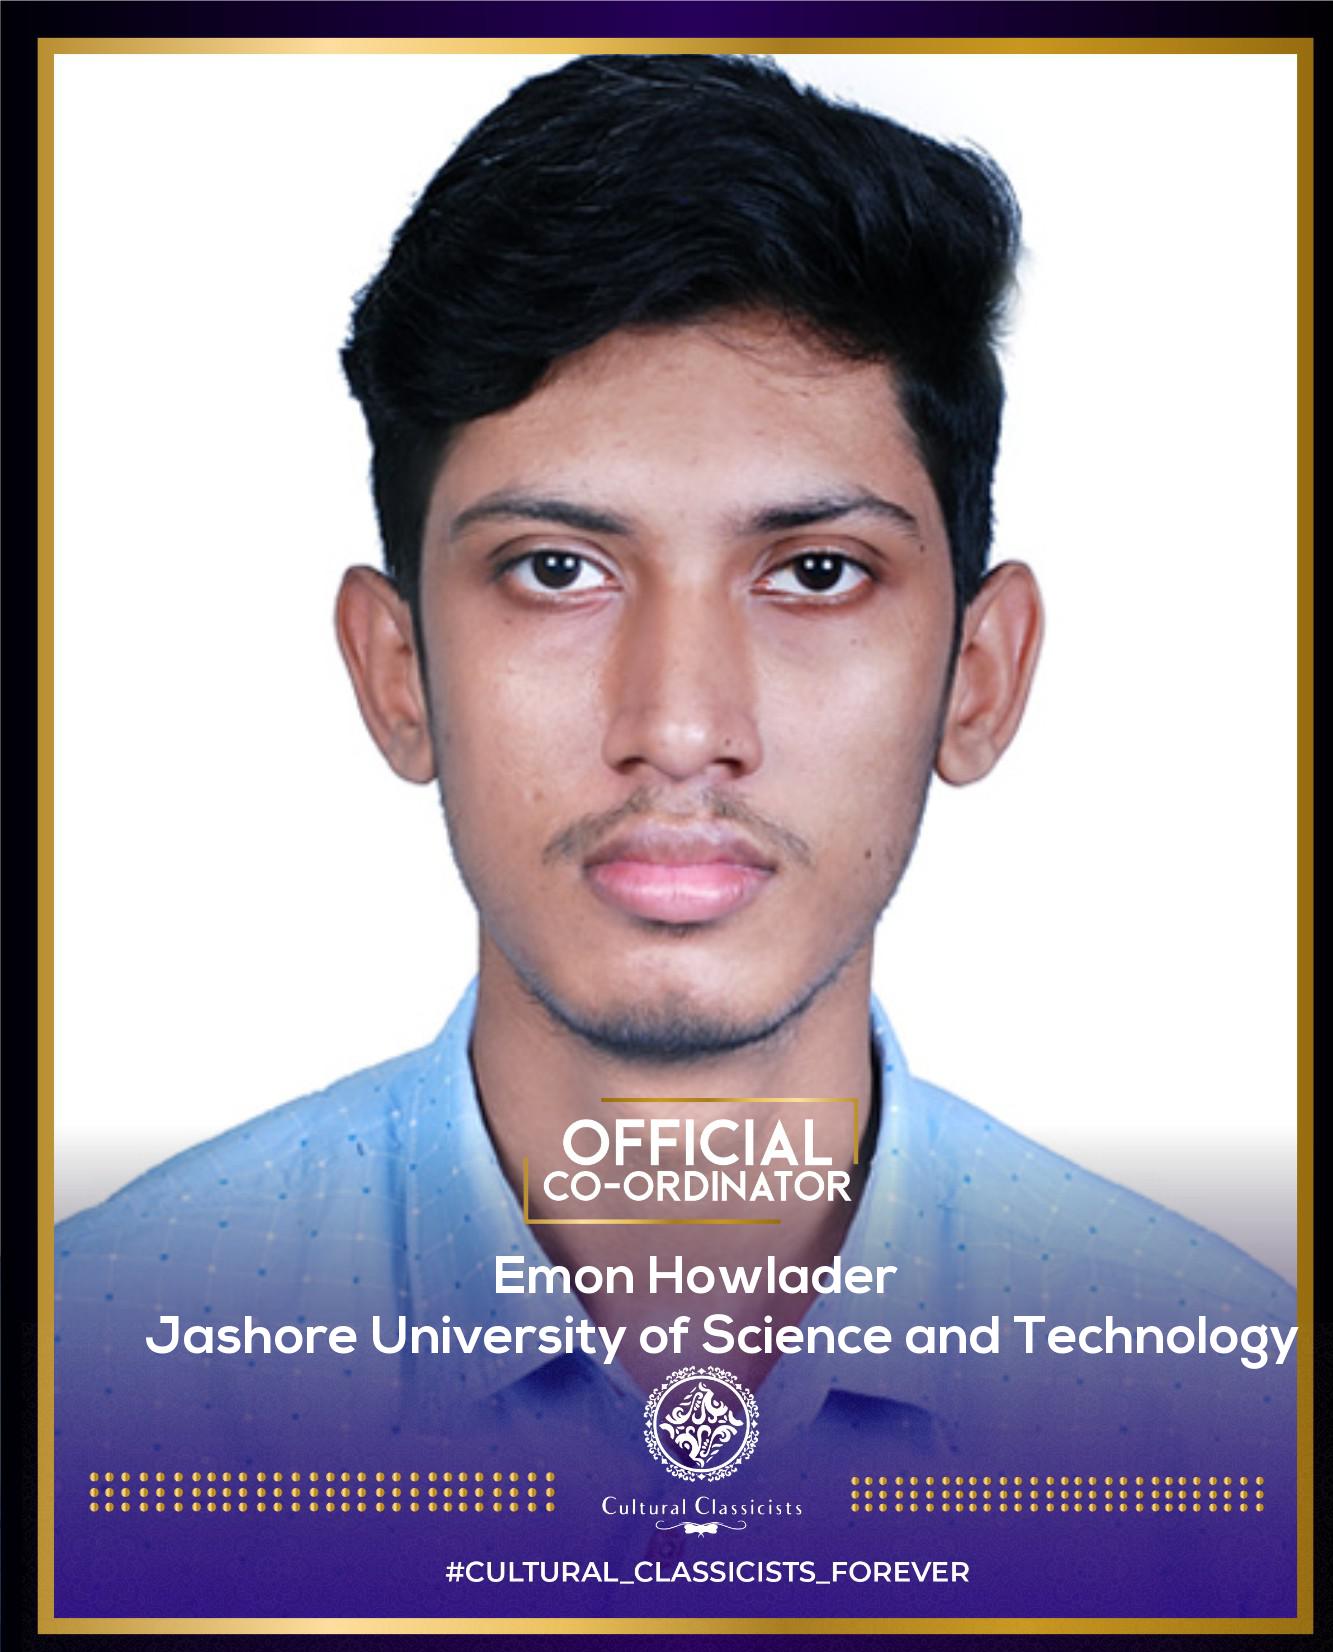 OFFICIAL
CO-ORDINATOR
Emon Howlader
Jashore University of Science and Technology
Cultural Classicists
#CULTURAL_CLASSICISTS_FOREVER